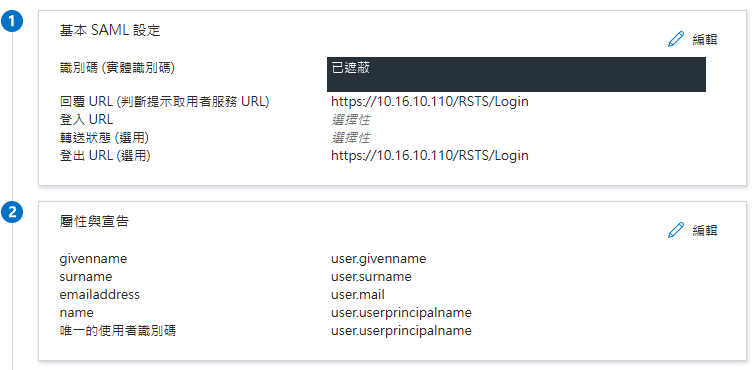 1
基本 SAML 設定
編輯
識別碼 (實體識別碼) 已遮蔽
回覆 URL (判斷提示取用者服務 URL) https://10.16.10.110/RSTS/Login
登入 URL 選擇性
轉送狀態 (選用) 選擇性
登出 URL (選用) https://10.16.10.110/RSTS/Login
2
屬性與宣告
編輯
givenname user.givenname
surname user.surname
emailaddress user.mail
name user.userprincipalname
唯一的使用者識別碼 user.userprincipalname